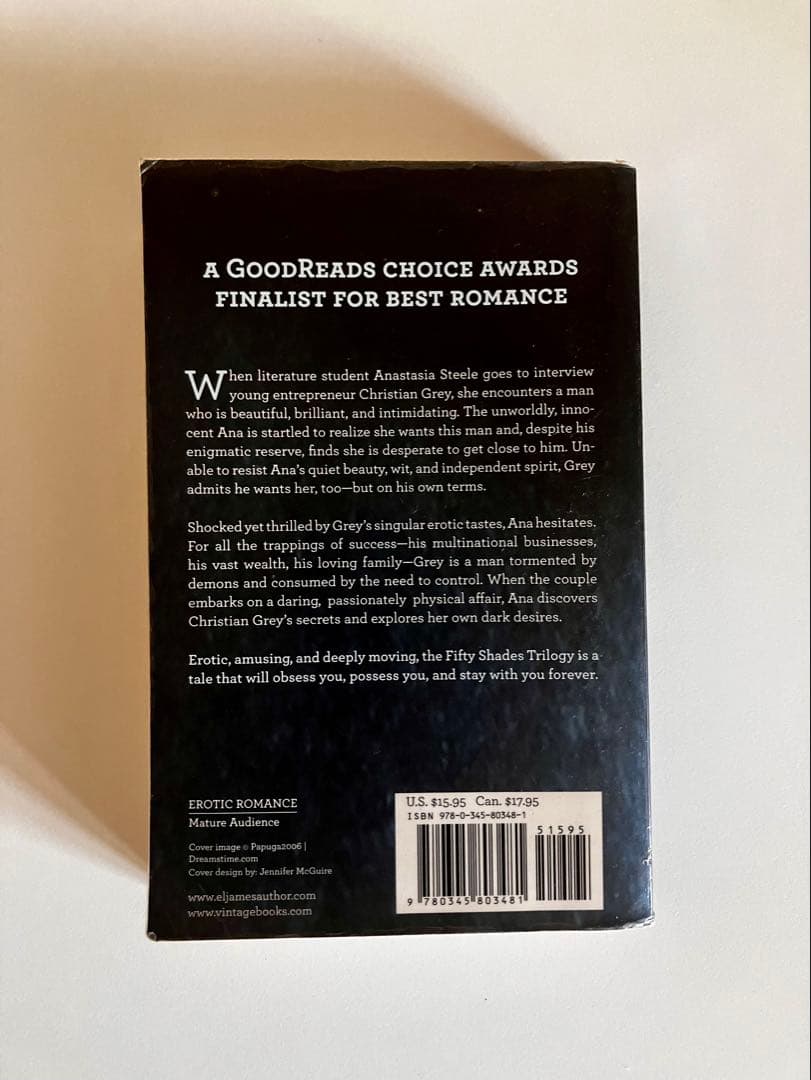 A GOODREADS CHOICE AWARDS
FINALIST FOR BEST ROMANCE
When literature student Anastasia Steele goes to interview
young entrepreneur Christian Grey, she encounters a man
who is beautiful, brilliant, and intimidating. The unworldly, inno-
cent Ana is startled to realize she wants this man and, despite his
enigmatic reserve, finds she is desperate to get close to him. Un-
able to resist Ana's quiet beauty, wit, and independent spirit, Grey
admits he wants her, too—but on his own terms.
Shocked yet thrilled by Grey's singular erotic tastes, Ana hesitates.
For all the trappings of success—his multinational businesses,
his vast wealth, his loving family—Grey is a man tormented by
demons and consumed by the need to control. When the couple
embarks on a daring, passionately physical affair, Ana discovers
Christian Grey's secrets and explores her own dark desires.
Erotic, amusing, and deeply moving, the Fifty Shades Trilogy is a
tale that will obsess you, possess you, and stay with you forever.
EROTIC ROMANCE
Mature Audience
Cover image © Papuga2006 |
Dreamstime.com
Cover design by: Jennifer McGuire
www.eljamesauthor.com
www.vintagebooks.com
U.S. $15.95 Can. $17.95
ISBN 978-0-345-80348-1
51595
9 780345 803481